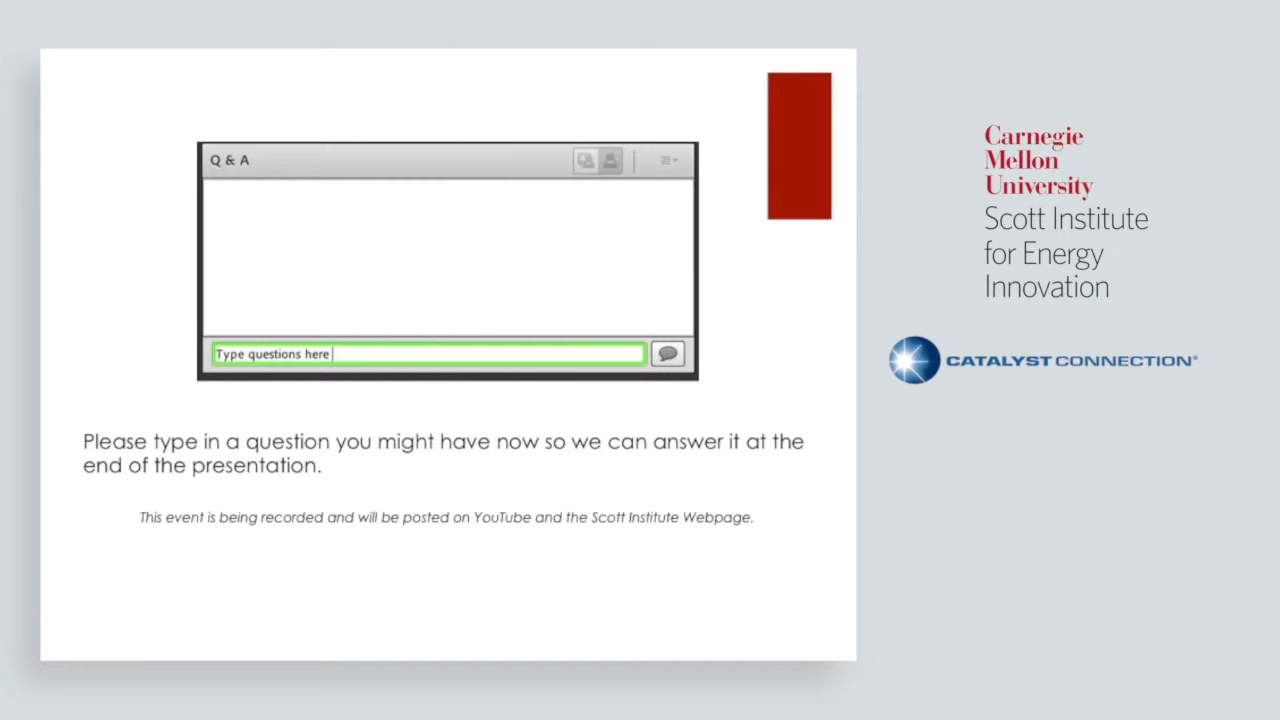 Q & A
Type questions here
Please type in a question you might have now so we can answer it at the
end of the presentation.
This event is being recorded and will be posted on YouTube and the Scott Institute Webpage.
Carnegie
Mellon
University
Scott Institute
for Energy
Innovation
CATALYST CONNECTION®